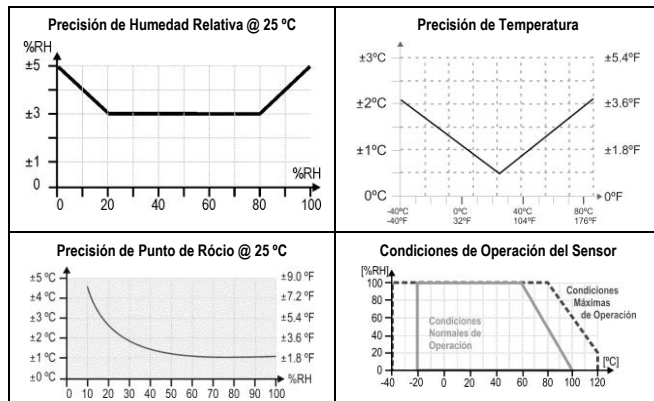 Precisión de Humedad Relativa @ 25 ºC
%RH
±5
±3
±1
0
0 20 40 60 80 100
%RH
Precisión de Temperatura
±3ºC
±2ºC
±1ºC
0ºC
±5.4ºF
±3.6ºF
±1.8ºF
0ºF
-40ºC 0ºC 40ºC 80ºC
-40ºF 32ºF 104ºF 176ºF
Precisión de Punto de Rócio @ 25 ºC
±5 ºC
±4 ºC
±3 ºC
±2 ºC
±1 ºC
±0 ºC
±9.0 ºF
±7.2 ºF
±5.4 ºF
±3.6 ºF
±1.8 ºF
%RH
0 10 20 30 40 50 60 70 80 90 100
Condiciones de Operación del Sensor
[%RH]
100
80
60
40
20
0
-40 -20 0 20 40 60 80 100 120
[ºC]
Condiciones
Normales de
Operación
Condiciones
Máximas
de Operación